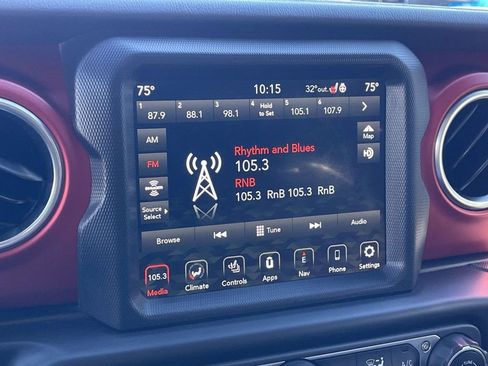 75° 10:15 32°out. 75°
1 87.9 2 88.1 3 98.1 4 Hold to Set 5 105.1 6 107.9
AM
FM
Source Select
Rhythm and Blues
105.3
RNB
105.3 RnB 105.3 RnB
Map
Browse Tune Audio
105.3
Media Climate Controls Apps E Nav Phone Settings
A/C